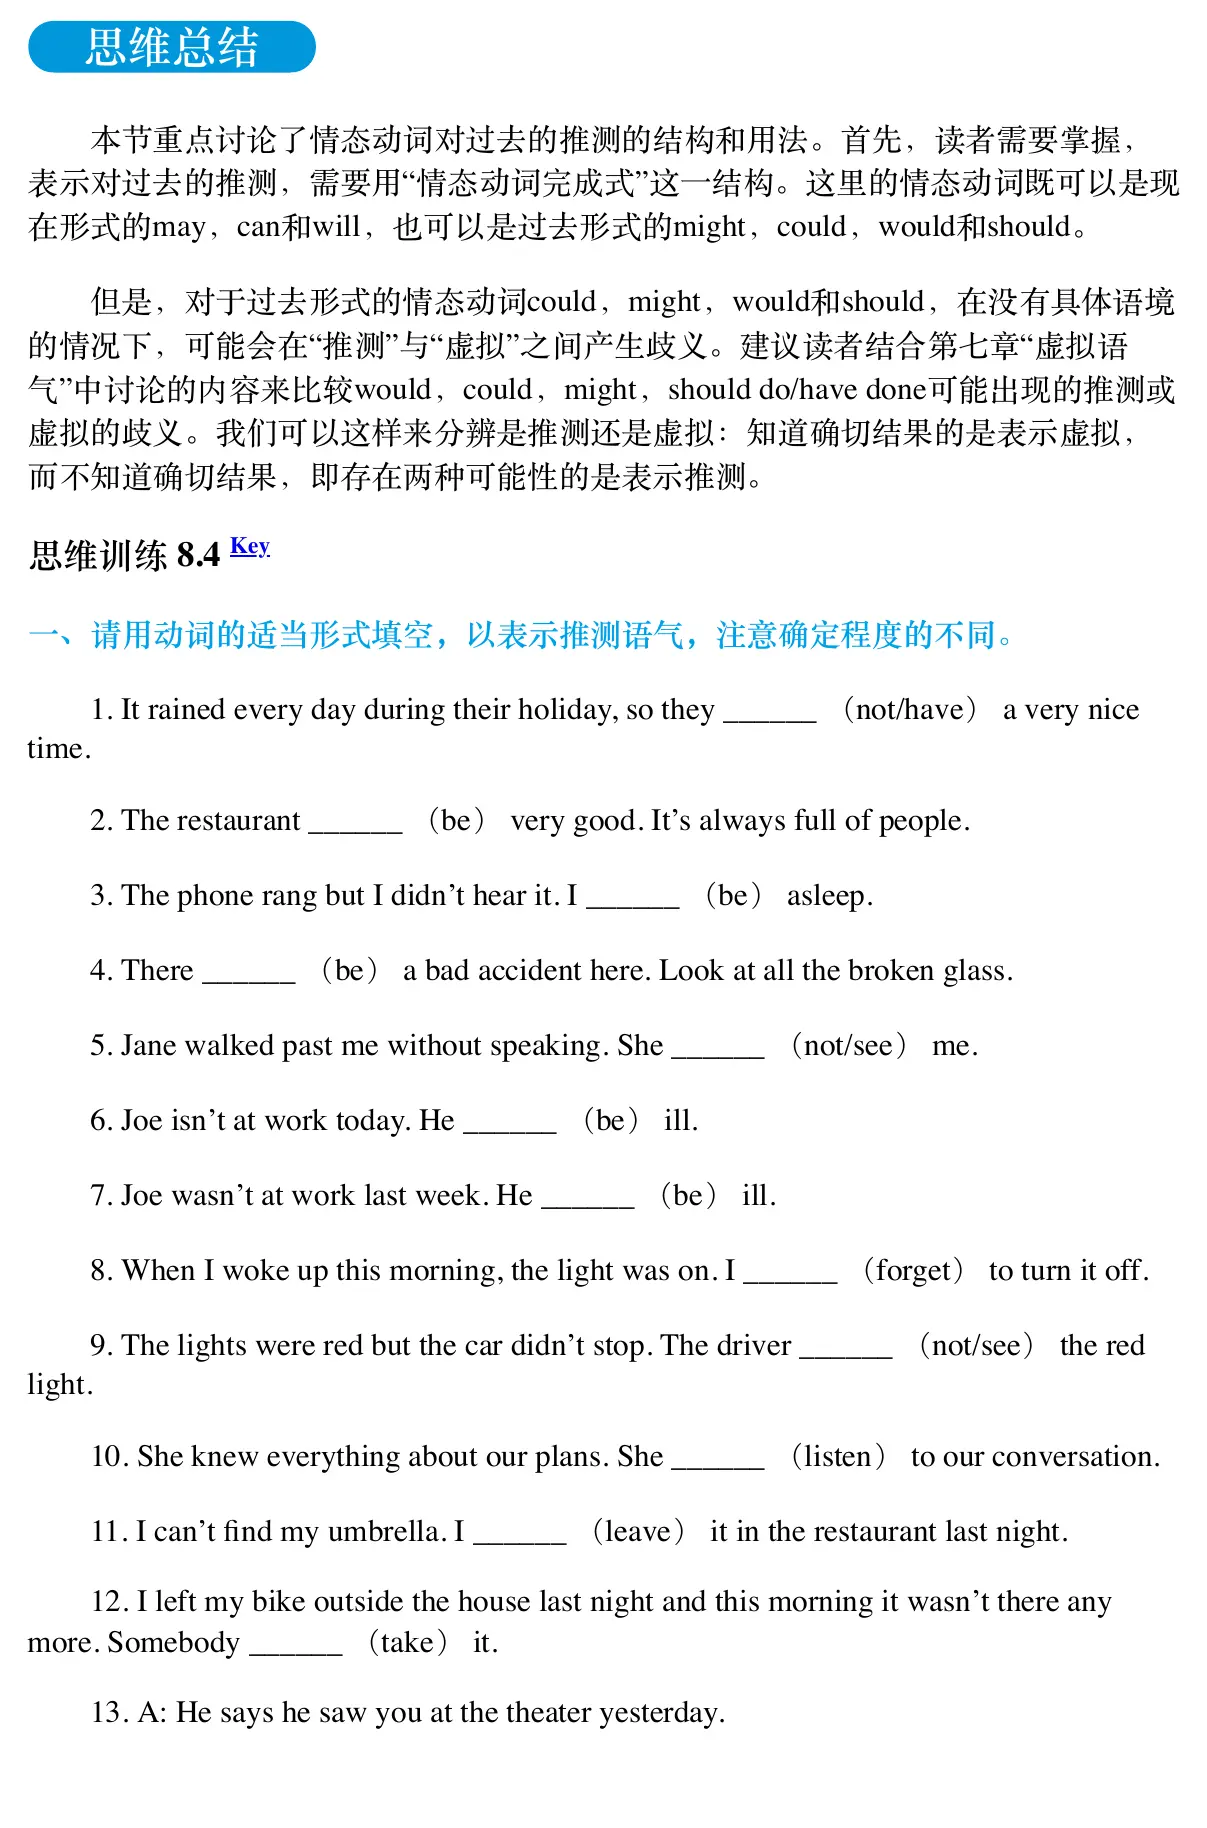 思维总结
本节重点讨论了情态动词对过去的推测的结构和用法。首先，读者需要掌握，
表示对过去的推测，需要用“情态动词完成式”这一结构。这里的情态动词既可以是现
在形式的may，can和will，也可以是过去形式的might，could，would和should。
但是，对于过去形式的情态动词could，might，would和should，在没有具体语境
的情况下，可能会在“推测”与“虚拟”之间产生歧义。建议读者结合第七章“虚拟语
气”中讨论的内容来比较would，could，might，should do/have done可能出现的推测或
虚拟的歧义。我们可以这样来分辨是推测还是虚拟：知道确切结果的是表示虚拟，
而不知道确切结果，即存在两种可能性的是表示推测。
思维训练 8.4 Key
一、请用动词的适当形式填空，以表示推测语气，注意确定程度的不同。
1. It rained every day during their holiday, so they ______ （not/have） a very nice
time.
2. The restaurant ______ （be） very good. It’s always full of people.
3. The phone rang but I didn’t hear it. I ______ （be） asleep.
4. There ______ （be） a bad accident here. Look at all the broken glass.
5. Jane walked past me without speaking. She ______ （not/see） me.
6. Joe isn’t at work today. He ______ （be） ill.
7. Joe wasn’t at work last week. He ______ （be） ill.
8. When I woke up this morning, the light was on. I ______ （forget） to turn it off.
9. The lights were red but the car didn’t stop. The driver ______ （not/see） the red
light.
10. She knew everything about our plans. She ______ （listen） to our conversation.
11. I can’t find my umbrella. I ______ （leave） it in the restaurant last night.
12. I left my bike outside the house last night and this morning it wasn’t there any
more. Somebody ______ （take） it.
13. A: He says he saw you at the theater yesterday.